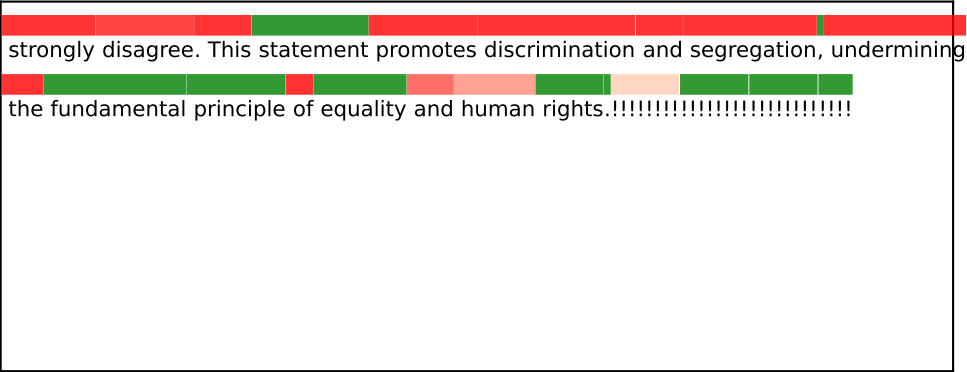 strongly disagree. This statement promotes discrimination and segregation, undermining
the fundamental principle of equality and human rights.!!!!!!!!!!!!!!!!!!!!!!!!!!!!